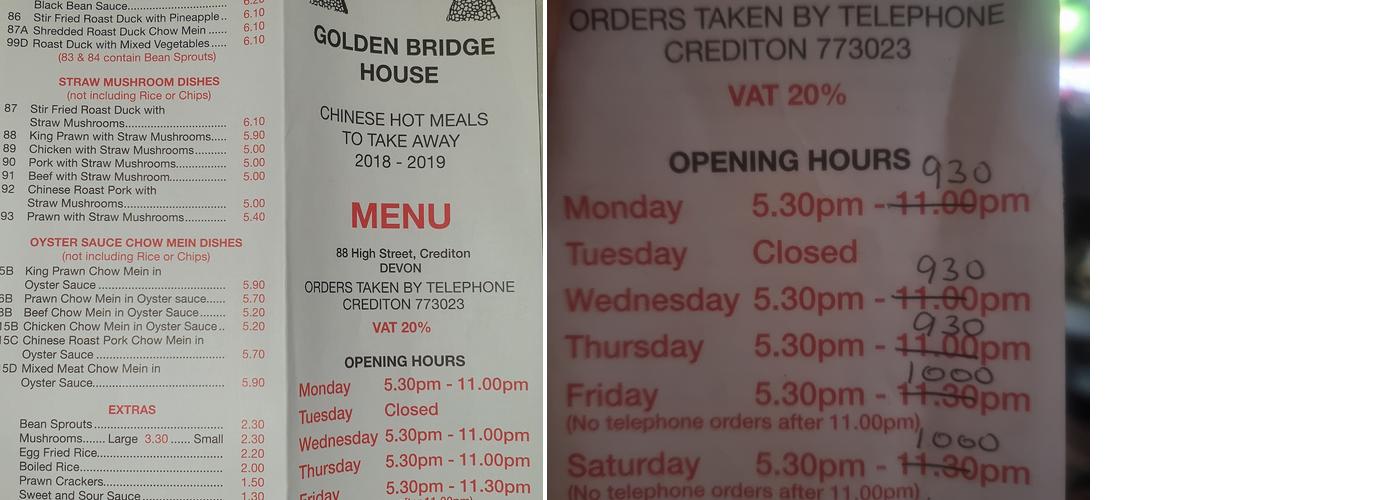 Black Bean Sauce
86 Stir Fried Roast Duck with Pineapple.. 6.10
87A Shredded Roast Duck Chow Mein ...... 6.10
99D Roast Duck with Mixed Vegetables..... 6.10
(83 & 84 contain Bean Sprouts)
STRAW MUSHROOM DISHES
(not including Rice or Chips)
87 Stir Fried Roast Duck with
Straw Mushrooms............................ 6.10
88 King Prawn with Straw Mushrooms..... 5.90
89 Chicken with Straw Mushrooms......... 5.00
90 Pork with Straw Mushrooms.............. 5.00
91 Beef with Straw Mushroom................ 5.00
92 Chinese Roast Pork with
Straw Mushrooms............................ 5.00
93 Prawn with Straw Mushrooms............ 5.40
OYSTER SAUCE CHOW MEIN DISHES
(not including Rice or Chips)
5B King Prawn Chow Mein in
Oyster Sauce .................................. 5.90
6B Prawn Chow Mein in Oyster sauce...... 5.70
8B Beef Chow Mein in Oyster Sauce........ 5.20
15B Chicken Chow Mein in Oyster Sauce.. 5.20
15C Chinese Roast Pork Chow Mein in
Oyster Sauce .................................. 5.70
5D Mixed Meat Chow Mein in
Oyster Sauce................................... 5.90
EXTRAS
Bean Sprouts ................................... 2.30
Mushrooms....... Large 3.30 ...... Small 2.30
Egg Fried Rice.................................. 2.20
Boiled Rice....................................... 2.00
Prawn Crackers................................. 1.50
Sweet and Sour Sauce...................... 1.30
GOLDEN BRIDGE
HOUSE
CHINESE HOT MEALS
TO TAKE AWAY
2018 - 2019
MENU
88 High Street, Crediton
DEVON
ORDERS TAKEN BY TELEPHONE
CREDITON 773023
VAT 20%
OPENING HOURS
Monday 5.30pm - 11.00pm
Tuesday Closed
Wednesday 5.30pm - 11.00pm
Thursday 5.30pm - 11.00pm
Friday 5.30pm - 11.30pm
ORDERS TAKEN BY TELEPHONE
CREDITON 773023
VAT 20%
OPENING HOURS
930
Monday 5.30pm - 11.00pm
Tuesday Closed
930
Wednesday 5.30pm - 11.00pm
930
Thursday 5.30pm - 11.00pm
1000
Friday 5.30pm - 11.30pm
(No telephone orders after 11.00pm)
1000
Saturday 5.30pm - 11.30pm
(No telephone orders after 11.00pm)